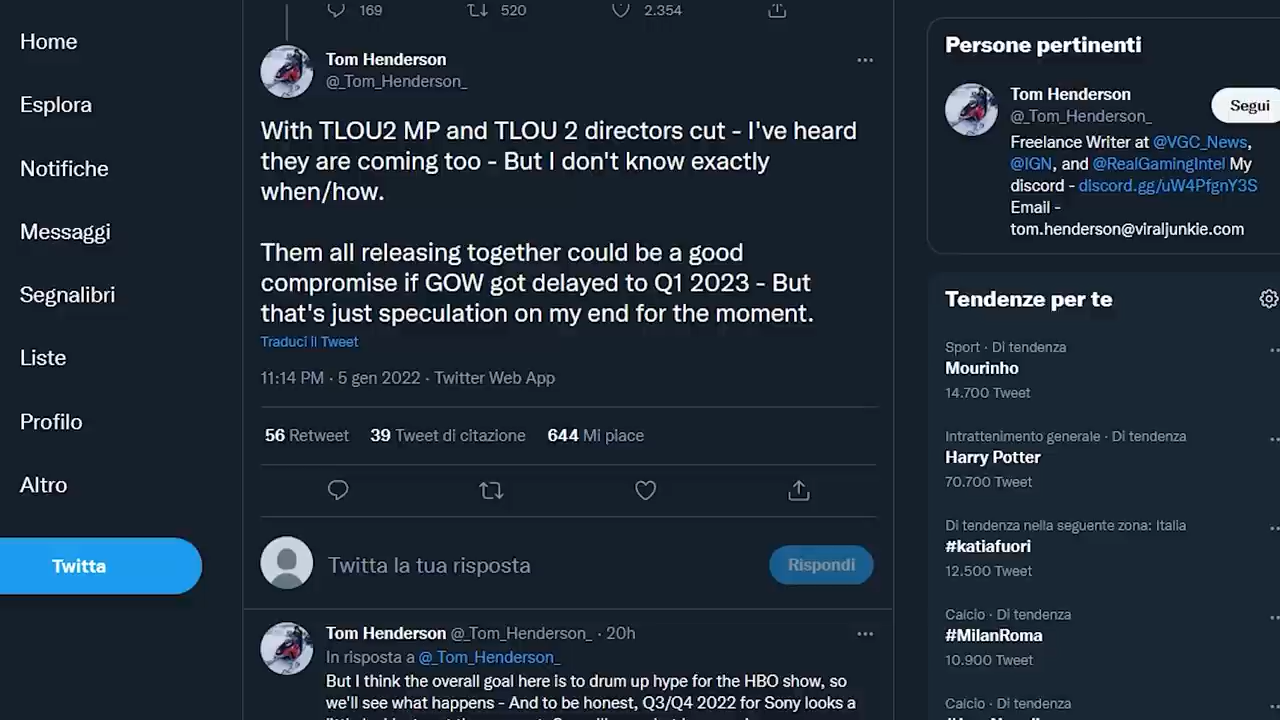 Home
Esplora
Notifiche
Messaggi
Segnalibri
Liste
Profilo
Altro
Twitta
169 520 2.354
Tom Henderson
@_Tom_Henderson_
With TLOU2 MP and TLOU 2 directors cut - I've heard
they are coming too - But I don't know exactly
when/how.
Them all releasing together could be a good
compromise if GOW got delayed to Q1 2023 - But
that's just speculation on my end for the moment.
Traduci il Tweet
11:14 PM · 5 gen 2022 · Twitter Web App
56 Retweet 39 Tweet di citazione 644 Mi piace
Twitta la tua risposta Rispondi
Tom Henderson @_Tom_Henderson_ · 20h
In risposta a @_Tom_Henderson_
But I think the overall goal here is to drum up hype for the HBO show, so
we'll see what happens - And to be honest, Q3/Q4 2022 for Sony looks a
Persone pertinenti
Tom Henderson
@_Tom_Henderson_
Segui
Freelance Writer at @VGC_News,
@IGN, and @RealGamingIntel My
discord - discord.gg/uW4PfgnY3S
Email -
tom.henderson@viraljunkie.com
Tendenze per te
Sport · Di tendenza
Mourinho
14.700 Tweet
Intrattenimento generale · Di tendenza
Harry Potter
70.700 Tweet
Di tendenza nella seguente zona: Italia
#katiafuori
12.500 Tweet
Calcio · Di tendenza
#MilanRoma
10.900 Tweet
Calcio · Di tendenza